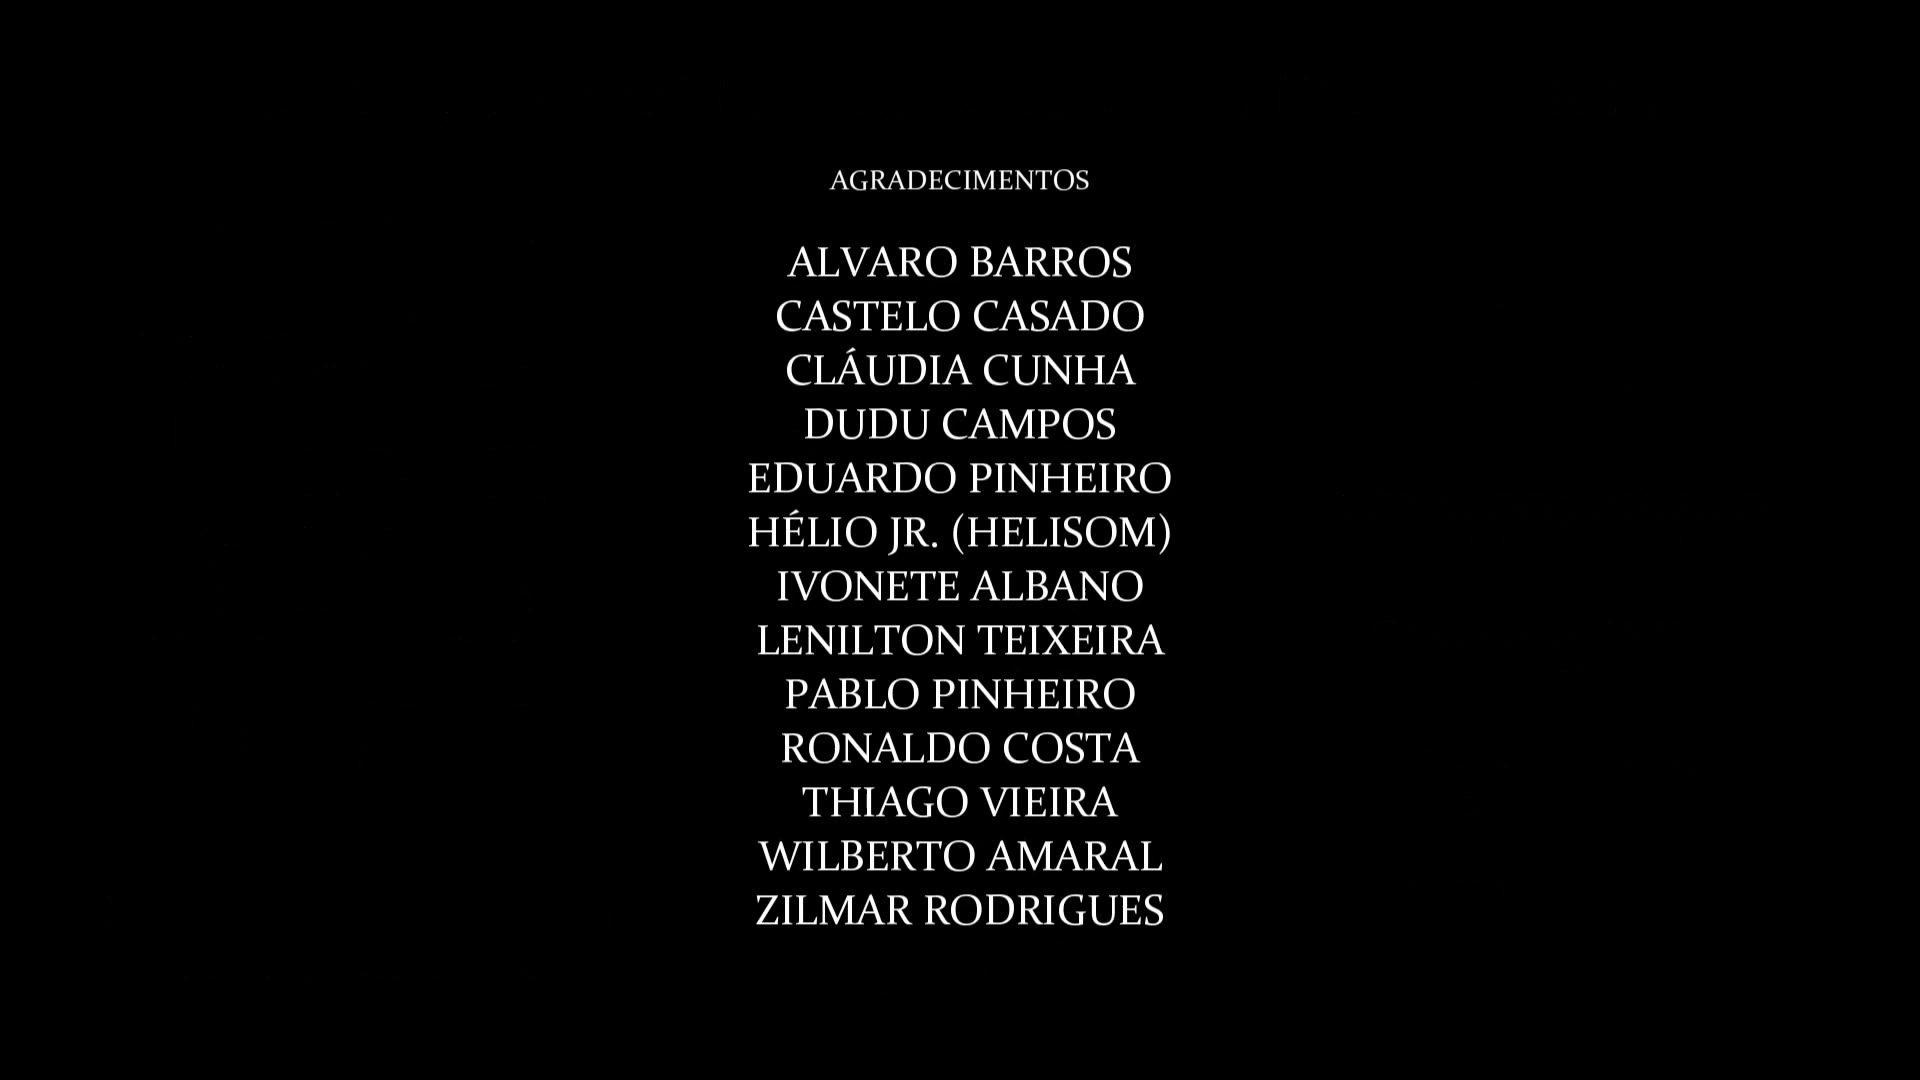 AGRADECIMENTOS
ALVARO BARROS
CASTELO CASADO
CLÁUDIA CUNHA
DUDU CAMPOS
EDUARDO PINHEIRO
HÉLIO JR. (HELISOM)
IVONETE ALBANO
LENILTON TEIXEIRA
PABLO PINHEIRO
RONALDO COSTA
THIAGO VIEIRA
WILBERTO AMARAL
ZILMAR RODRIGUES